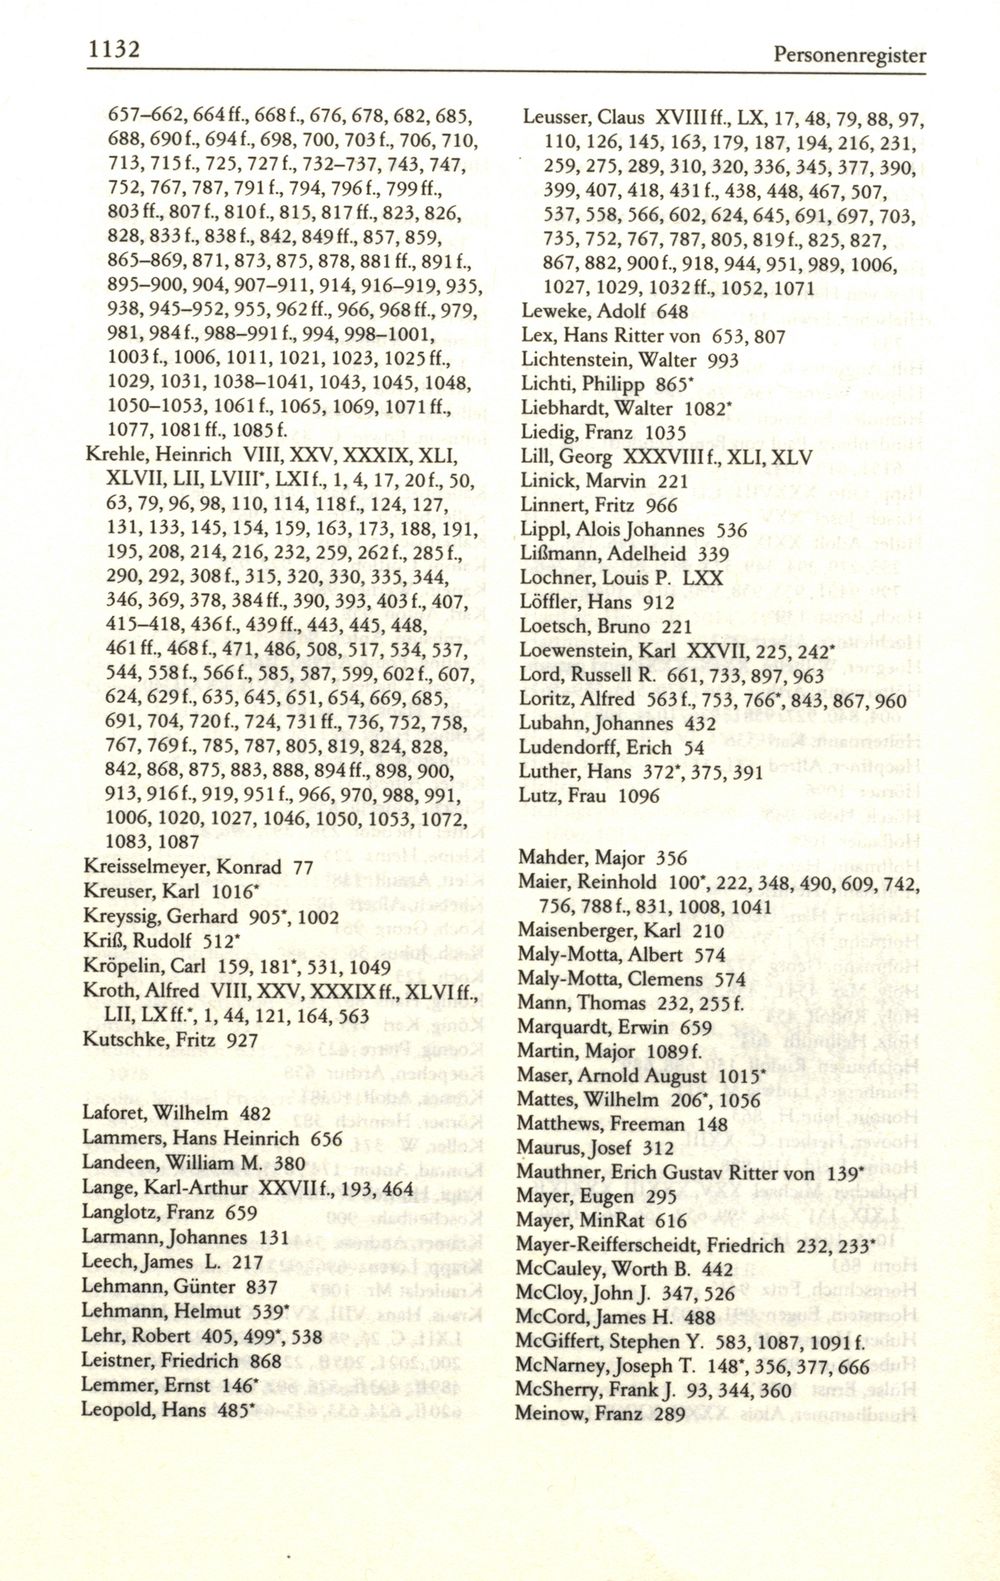 1132
Personenregister
657–662, 664 ff., 668 f., 676, 678, 682, 685,
688, 690 f., 694 f., 698, 700, 703 f., 706, 710,
713, 715 f., 725, 727 f., 732–737, 743, 747,
752, 767, 787, 791 f., 794, 796 f., 799 ff.,
803 ff., 807 f., 810 f., 815, 817 ff., 823, 826,
828, 833 f., 838 f., 842, 849 ff., 857, 859,
865–869, 871, 873, 875, 878, 881 ff., 891 f.,
895–900, 904, 907–911, 914, 916–919, 935,
938, 945–952, 955, 962 ff., 966, 968 ff., 979,
981, 984 f., 988–991 f., 994, 998–1001,
1003 f., 1006, 1011, 1021, 1023, 1025 ff.,
1029, 1031, 1038–1041, 1043, 1045, 1048,
1050–1053, 1061 f., 1065, 1069, 1071 ff.,
1077, 1081 ff., 1085 f.
Krehle, Heinrich VIII, XXV, XXXIX, XLI,
XLVII, LII, LVIII*, LXI f., 1, 4, 17, 20 f., 50,
63, 79, 96, 98, 110, 114, 118 f., 124, 127,
131, 133, 145, 154, 159, 163, 173, 188, 191,
195, 208, 214, 216, 232, 259, 262 f., 285 f.,
290, 292, 308 f., 315, 320, 330, 335, 344,
346, 369, 378, 384 ff., 390, 393, 403 f., 407,
415–418, 436 f., 439 ff., 443, 445, 448,
461 ff., 468 f., 471, 486, 508, 517, 534, 537,
544, 558 f., 566 f., 585, 587, 599, 602 f., 607,
624, 629 f., 635, 645, 651, 654, 669, 685,
691, 704, 720 f., 724, 731 ff., 736, 752, 758,
767, 769 f., 785, 787, 805, 819, 824, 828,
842, 868, 875, 883, 888, 894 ff., 898, 900,
913, 916 f., 919, 951 f., 966, 970, 988, 991,
1006, 1020, 1027, 1046, 1050, 1053, 1072,
1083, 1087
Kreisselmeyer, Konrad 77
Kreuser, Karl 1016*
Kreyssig, Gerhard 905*, 1002
Kriß, Rudolf 512*
Kröpelin, Carl 159, 181*, 531, 1049
Kroth, Alfred VIII, XXV, XXXIX ff., XLVI ff.,
LII, LX ff.*, 1, 44, 121, 164, 563
Kutschke, Fritz 927
Laforet, Wilhelm 482
Lammers, Hans Heinrich 656
Landeen, William M. 380
Lange, Karl-Arthur XXVII f., 193, 464
Langlotz, Franz 659
Larmann, Johannes 131
Leech, James L. 217
Lehmann, Günter 837
Lehmann, Helmut 539*
Lehr, Robert 405, 499*, 538
Leistner, Friedrich 868
Lemmer, Ernst 146*
Leopold, Hans 485*
Leusser, Claus XVIII ff., LX, 17, 48, 79, 88, 97,
110, 126, 145, 163, 179, 187, 194, 216, 231,
259, 275, 289, 310, 320, 336, 345, 377, 390,
399, 407, 418, 431 f., 438, 448, 467, 507,
537, 558, 566, 602, 624, 645, 691, 697, 703,
735, 752, 767, 787, 805, 819 f., 825, 827,
867, 882, 900 f., 918, 944, 951, 989, 1006,
1027, 1029, 1032 ff., 1052, 1071
Leweke, Adolf 648
Lex, Hans Ritter von 653, 807
Lichtenstein, Walter 993
Lichti, Philipp 865*
Liebhardt, Walter 1082*
Liedig, Franz 1035
Lill, Georg XXXVIII f., XLI, XLV
Linick, Marvin 221
Linnert, Fritz 966
Lippl, Alois Johannes 536
Lißmann, Adelheid 339
Lochner, Louis P. LXX
Löffler, Hans 912
Loetsch, Bruno 221
Loewenstein, Karl XXVII, 225, 242*
Lord, Russell R. 661, 733, 897, 963
Loritz, Alfred 563 f., 753, 766*, 843, 867, 960
Lubahn, Johannes 432
Ludendorff, Erich 54
Luther, Hans 372*, 375, 391
Lutz, Frau 1096
Mahder, Major 356
Maier, Reinhold 100*, 222, 348, 490, 609, 742,
756, 788 f., 831, 1008, 1041
Maisenberger, Karl 210
Maly-Motta, Albert 574
Maly-Motta, Clemens 574
Mann, Thomas 232, 255 f.
Marquardt, Erwin 659
Martin, Major 1089 f.
Maser, Arnold August 1015*
Mattes, Wilhelm 206*, 1056
Matthews, Freeman 148
Maurus, Josef 312
Mauthner, Erich Gustav Ritter von 139*
Mayer, Eugen 295
Mayer, MinRat 616
Mayer-Reifferscheidt, Friedrich 232, 233*
McCauley, Worth B. 442
McCloy, John J. 347, 526
McCord, James H. 488
McGiffert, Stephen Y. 583, 1087, 1091 f.
McNarney, Joseph T. 148*, 356, 377, 666
McSherry, Frank J. 93, 344, 360
Meinow, Franz 289